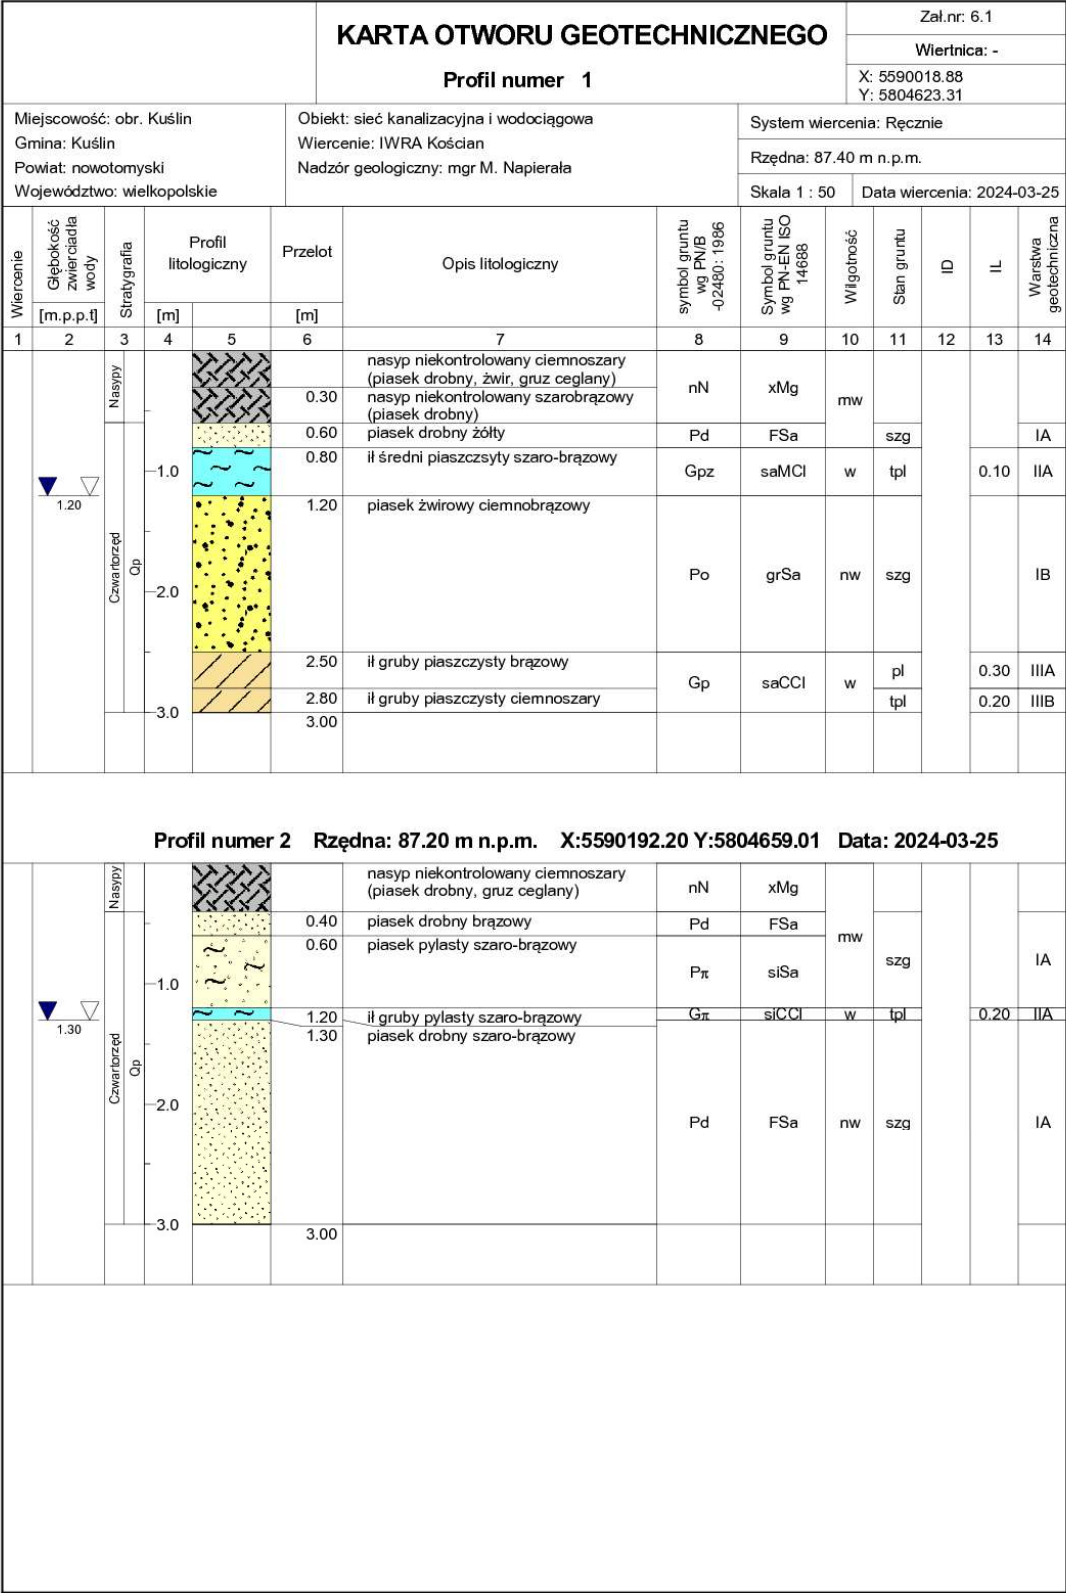 KARTA OTWORU GEOTECHNICZNEGO
Profil numer 1
Zał.nr: 6.1
Wiertnica: -
X: 5590018.88
Y: 5804623.31
Miejscowość: obr. Kuślin
Gmina: Kuślin
Powiat: nowotomyski
Województwo: wielkopolskie
Obiekt: sieć kanalizacyjna i wodociągowa
Wiercenie: IWRA Kościan
Nadzór geologiczny: mgr M. Napierała
System wiercenia: Ręcznie
Rzędna: 87.40 m n.p.m.
Skala 1 : 50 Data wiercenia: 2024-03-25
Wiercenie
Głębokość zwierciadła wody
[m.p.p.t]
Stratygrafia
Profil litologiczny
[m]
Przelot
[m]
Opis litologiczny
symbol gruntu wg PN/B -02480: 1986
Symbol gruntu wg PN-EN ISO 14688
Wilgotność
Stan gruntu
ID
IL
Warstwa geotechniczna
1 2 3 4 5 6 7 8 9 10 11 12 13 14
Nasypy
nasyp niekontrolowany ciemnoszary
(piasek drobny, żwir, gruz ceglany)
0.30 nasyp niekontrolowany szarobrązowy
(piasek drobny)
nN xMg mw
0.60 piasek drobny żółty Pd FSa szg IA
0.80 ił średni piaszczsyty szaro-brązowy Gpz saMCl w tpl 0.10 IIA
1.0
1.20
1.20 piasek żwirowy ciemnobrązowy
Czwartorzęd
Qp
Po grSa nw szg IB
2.0
2.50 ił gruby piaszczysty brązowy pl 0.30 IIIA
Gp saCCl w
2.80 ił gruby piaszczysty ciemnoszary tpl 0.20 IIIB
3.0
3.00
Profil numer 2 Rzędna: 87.20 m n.p.m. X:5590192.20 Y:5804659.01 Data: 2024-03-25
Nasypy
nasyp niekontrolowany ciemnoszary
(piasek drobny, gruz ceglany)
nN xMg
0.40 piasek drobny brązowy Pd FSa
mw
0.60 piasek pylasty szaro-brązowy
Pπ siSa szg IA
1.0
1.20 ił gruby pylasty szaro-brązowy Gπ siCCl w tpl 0.20 IIA
1.30
1.30 piasek drobny szaro-brązowy
Czwartorzęd
Qp
2.0
Pd FSa nw szg IA
3.0
3.00